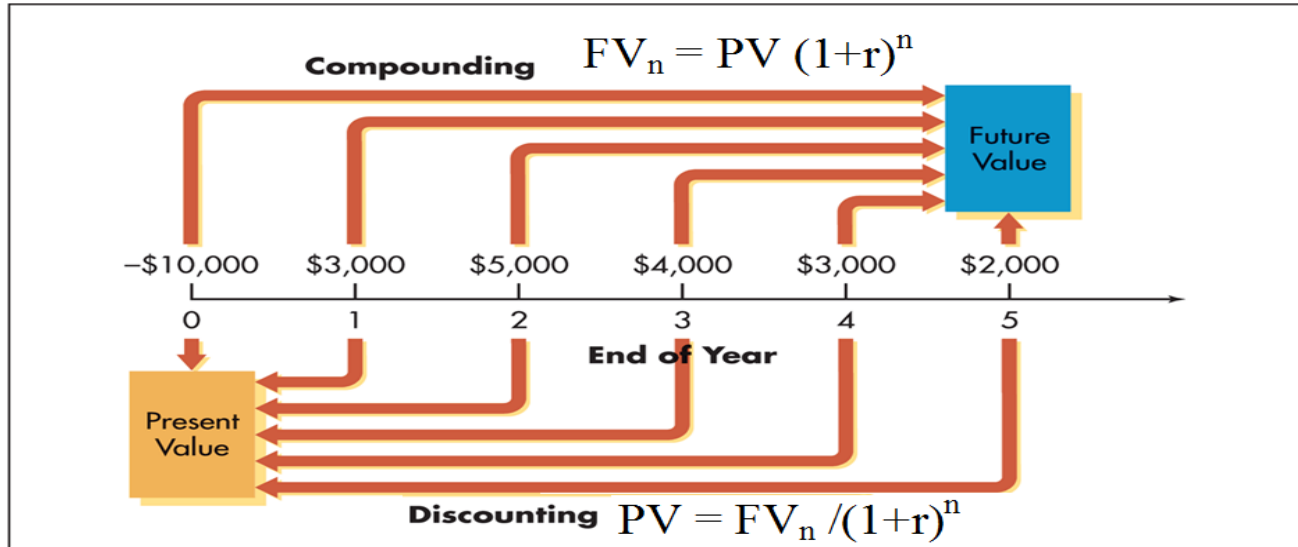 Compounding FVₙ = PV (1+r)ⁿ
Future
Value
–$10,000 $3,000 $5,000 $4,000 $3,000 $2,000
0 1 2 3 4 5
End of Year
Present
Value
Discounting PV = FVₙ /(1+r)ⁿ